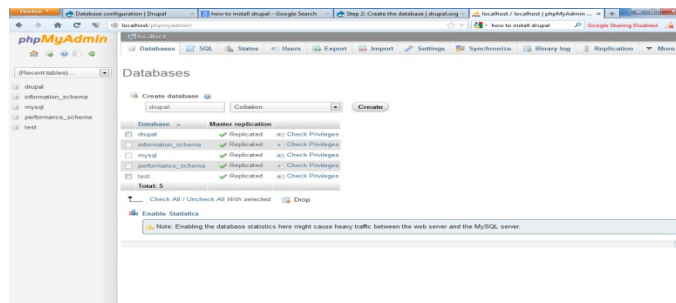 Firefox
Database configuration | Drupal
how to install drupal - Google Search
Step 2: Create the database | drupal.org
localhost / localhost | phpMyAdmin ...
localhost/phpmyadmin/
how to install drupal
Google Sharing Disabled
phpMyAdmin
(Recent tables) ...
drupal
information_schema
mysql
performance_schema
test
localhost
Databases SQL Status Users Export Import Settings Synchronize Binary log Replication More
Databases
Create database
drupal Collation Create
Database Master replication
drupal Replicated Check Privileges
information_schema Replicated Check Privileges
mysql Replicated Check Privileges
performance_schema Replicated Check Privileges
test Replicated Check Privileges
Total: 5
Check All / Uncheck All With selected: Drop
Enable Statistics
Note: Enabling the database statistics here might cause heavy traffic between the web server and the MySQL server.